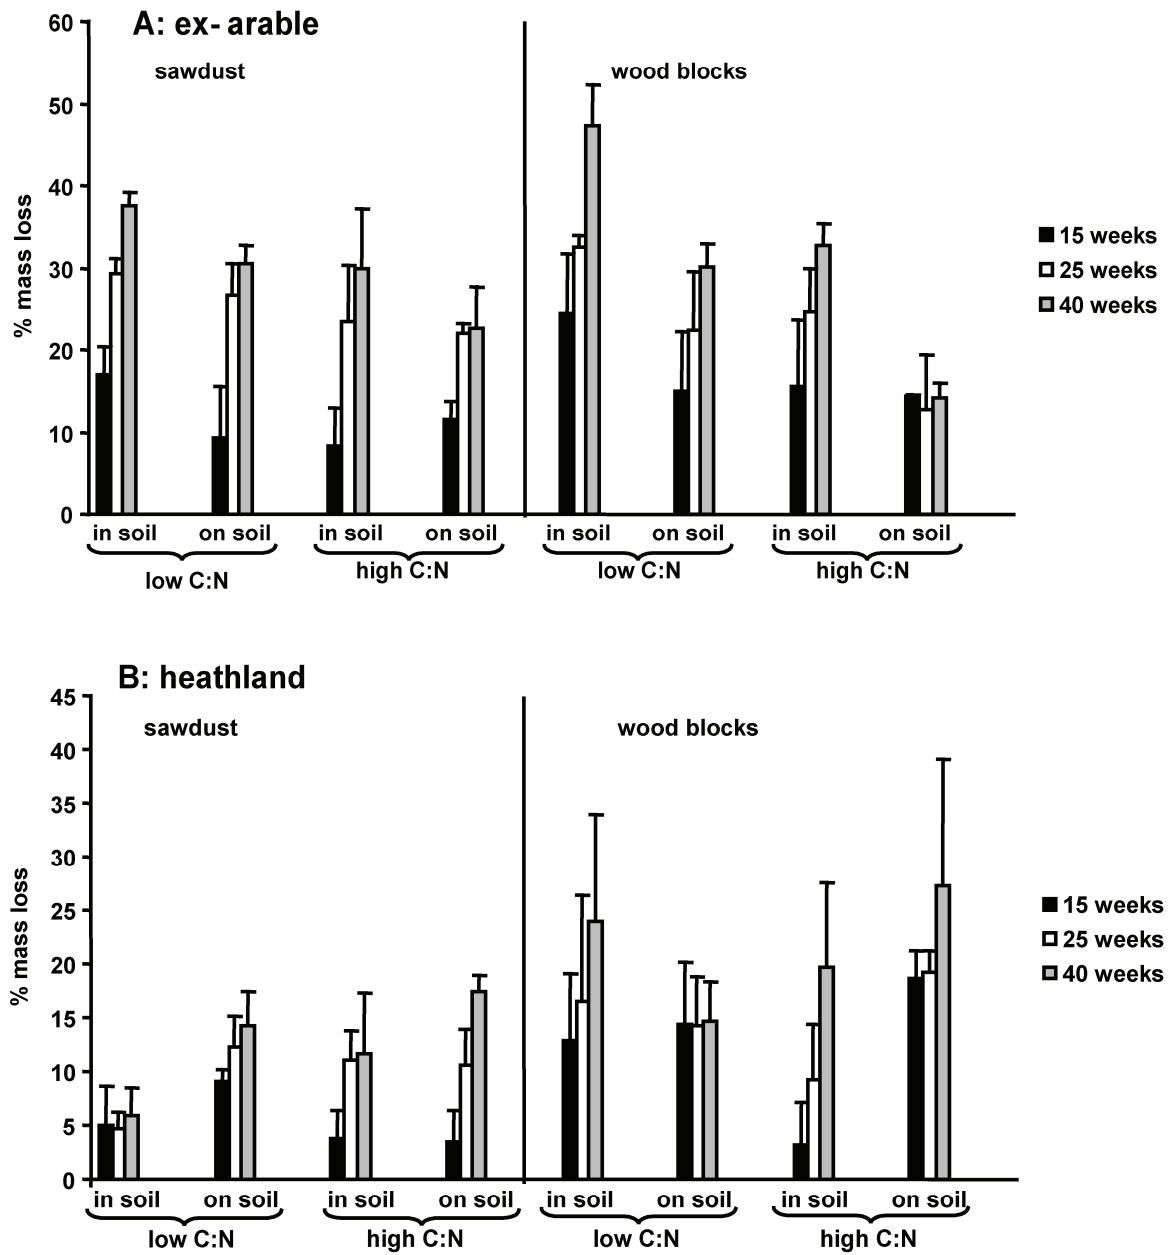 A: ex- arable
sawdust
wood blocks
60
50
40
30
20
10
0
% mass loss
15 weeks
25 weeks
40 weeks
in soil on soil in soil on soil in soil on soil in soil on soil
low C:N high C:N low C:N high C:N
B: heathland
sawdust
wood blocks
45
40
35
30
25
20
15
10
5
0
% mass loss
15 weeks
25 weeks
40 weeks
in soil on soil in soil on soil in soil on soil in soil on soil
low C:N high C:N low C:N high C:N